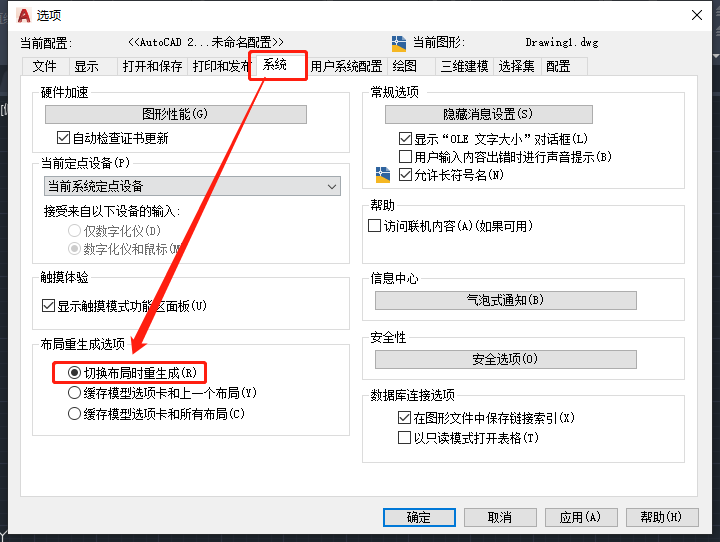 选项
当前配置: <<AutoCAD 2...未命名配置>> 当前图形: Drawing1.dwg
文件 显示 打开和保存 打印和发布 系统 用户系统配置 绘图 三维建模 选择集 配置
硬件加速
图形性能(G)
自动检查证书更新
当前定点设备(P)
当前系统定点设备
接受来自以下设备的输入:
仅数字化仪(D)
数字化仪和鼠标(M
触摸体验
显示触摸模式功能区面板(U)
布局重生成选项
切换布局时重生成(R)
缓存模型选项卡和上一个布局(Y)
缓存模型选项卡和所有布局(C)
常规选项
隐藏消息设置(S)
显示“OLE 文字大小”对话框(L)
用户输入内容出错时进行声音提示(B)
允许长符号名(N)
帮助
访问联机内容(A)(如果可用)
信息中心
气泡式通知(B)
安全性
安全选项(O)
数据库连接选项
在图形文件中保存链接索引(X)
以只读模式打开表格(T)
确定 取消 应用(A) 帮助(H)